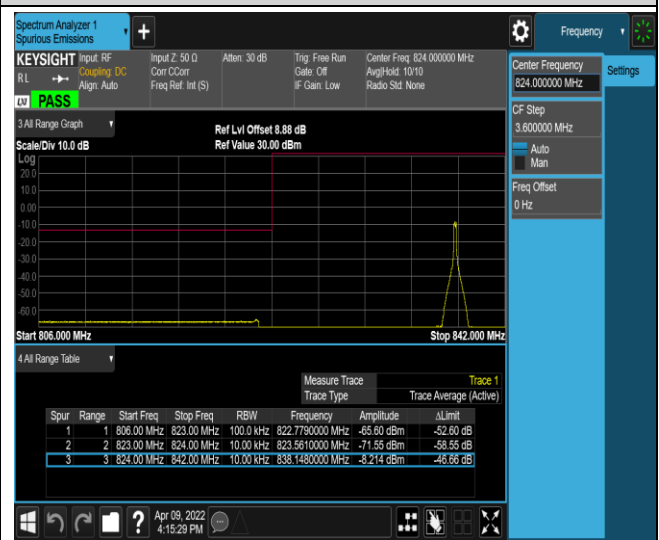 Spectrum Analyzer 1
Spurious Emissions
Frequency
KEYSIGHT Input: RF Input Z: 50 Ω Atten: 30 dB Trig: Free Run Center Freq: 824.000000 MHz
RL Coupling: DC Corr CCorr Gate: Off Avg|Hold: 10/10
Align: Auto Freq Ref: Int (S) IF Gain: Low Radio Std: None
LXI PASS
Center Frequency
824.000000 MHz
Settings
CF Step
3.600000 MHz
Auto
Man
Freq Offset
0 Hz
3 All Range Graph
Ref Lvl Offset 8.88 dB
Scale/Div 10.0 dB Ref Value 30.00 dBm
Log
20.0
10.0
0.00
-10.0
-20.0
-30.0
-40.0
-50.0
-60.0
Start 806.000 MHz Stop 842.000 MHz
4 All Range Table
Measure Trace Trace 1
Trace Type Trace Average (Active)
Spur Range Start Freq Stop Freq RBW Frequency Amplitude ΔLimit
1 1 806.00 MHz 823.00 MHz 100.0 kHz 822.7790000 MHz -65.60 dBm -52.60 dB
2 2 823.00 MHz 824.00 MHz 10.00 kHz 823.5610000 MHz -71.55 dBm -58.55 dB
3 3 824.00 MHz 842.00 MHz 10.00 kHz 838.1480000 MHz -8.214 dBm -46.66 dB
? Apr 09, 2022
4:15:29 PM